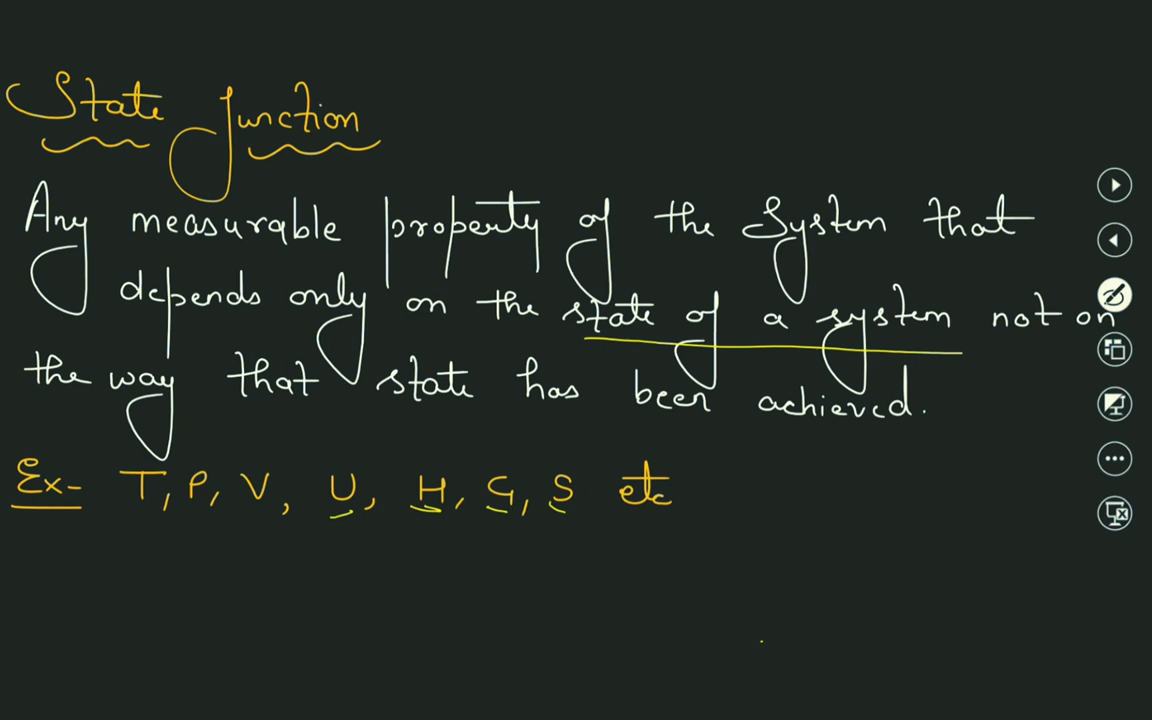 State function
Any measurable property of the System that
depends only on the state of a system not on
the way that state has been achieved.
Ex- T, P, V, U, H, G, S etc